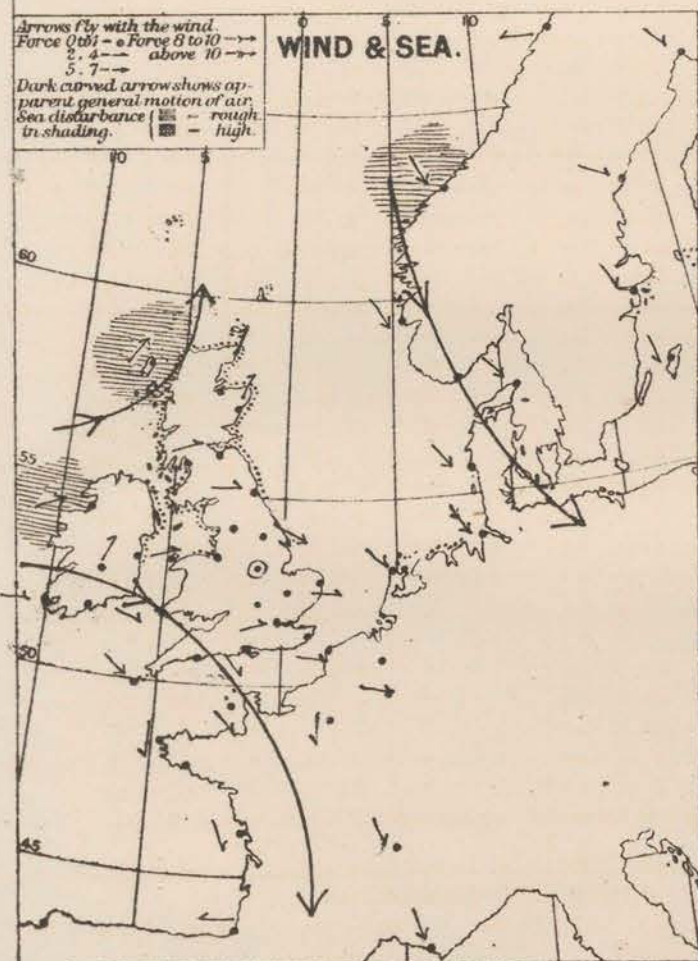 Arrows fly with the wind.
Force 0 to 1 - Force 8 to 10
2. 4 above 10
5. 7
WIND & SEA.
Dark curved arrow shows ap-
parent general motion of air.
Sea disturbance - rough.
in shading. - high.
10 5 0 5 10
60
55
50
45